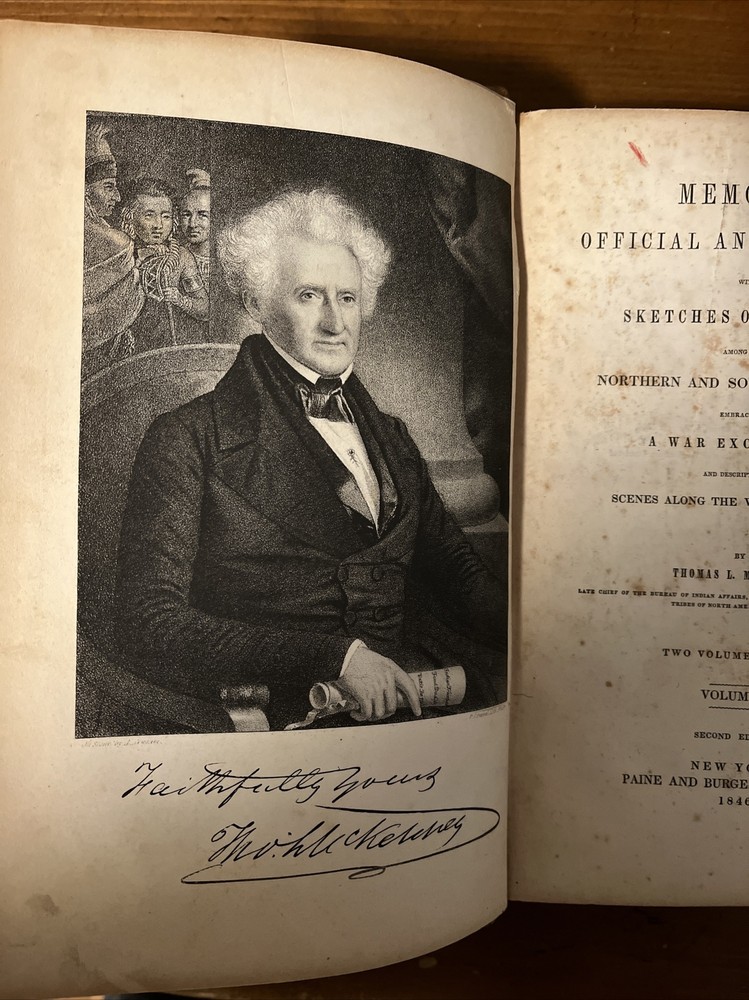 Faithfully Yours
Tho: L McKenney
MEMO
OFFICIAL AN
WI
SKETCHES O
AMONG
NORTHERN AND SO
EMBRAC
A WAR EXC
AND DESCRIPT
SCENES ALONG THE W
BY
THOMAS L. M
LATE CHIEF OF THE BUREAU OF INDIAN AFFAIRS,
TRIBES OF NORTH AME
TWO VOLUME
VOLUM
SECOND ED
NEW YO
PAINE AND BURGE
1846